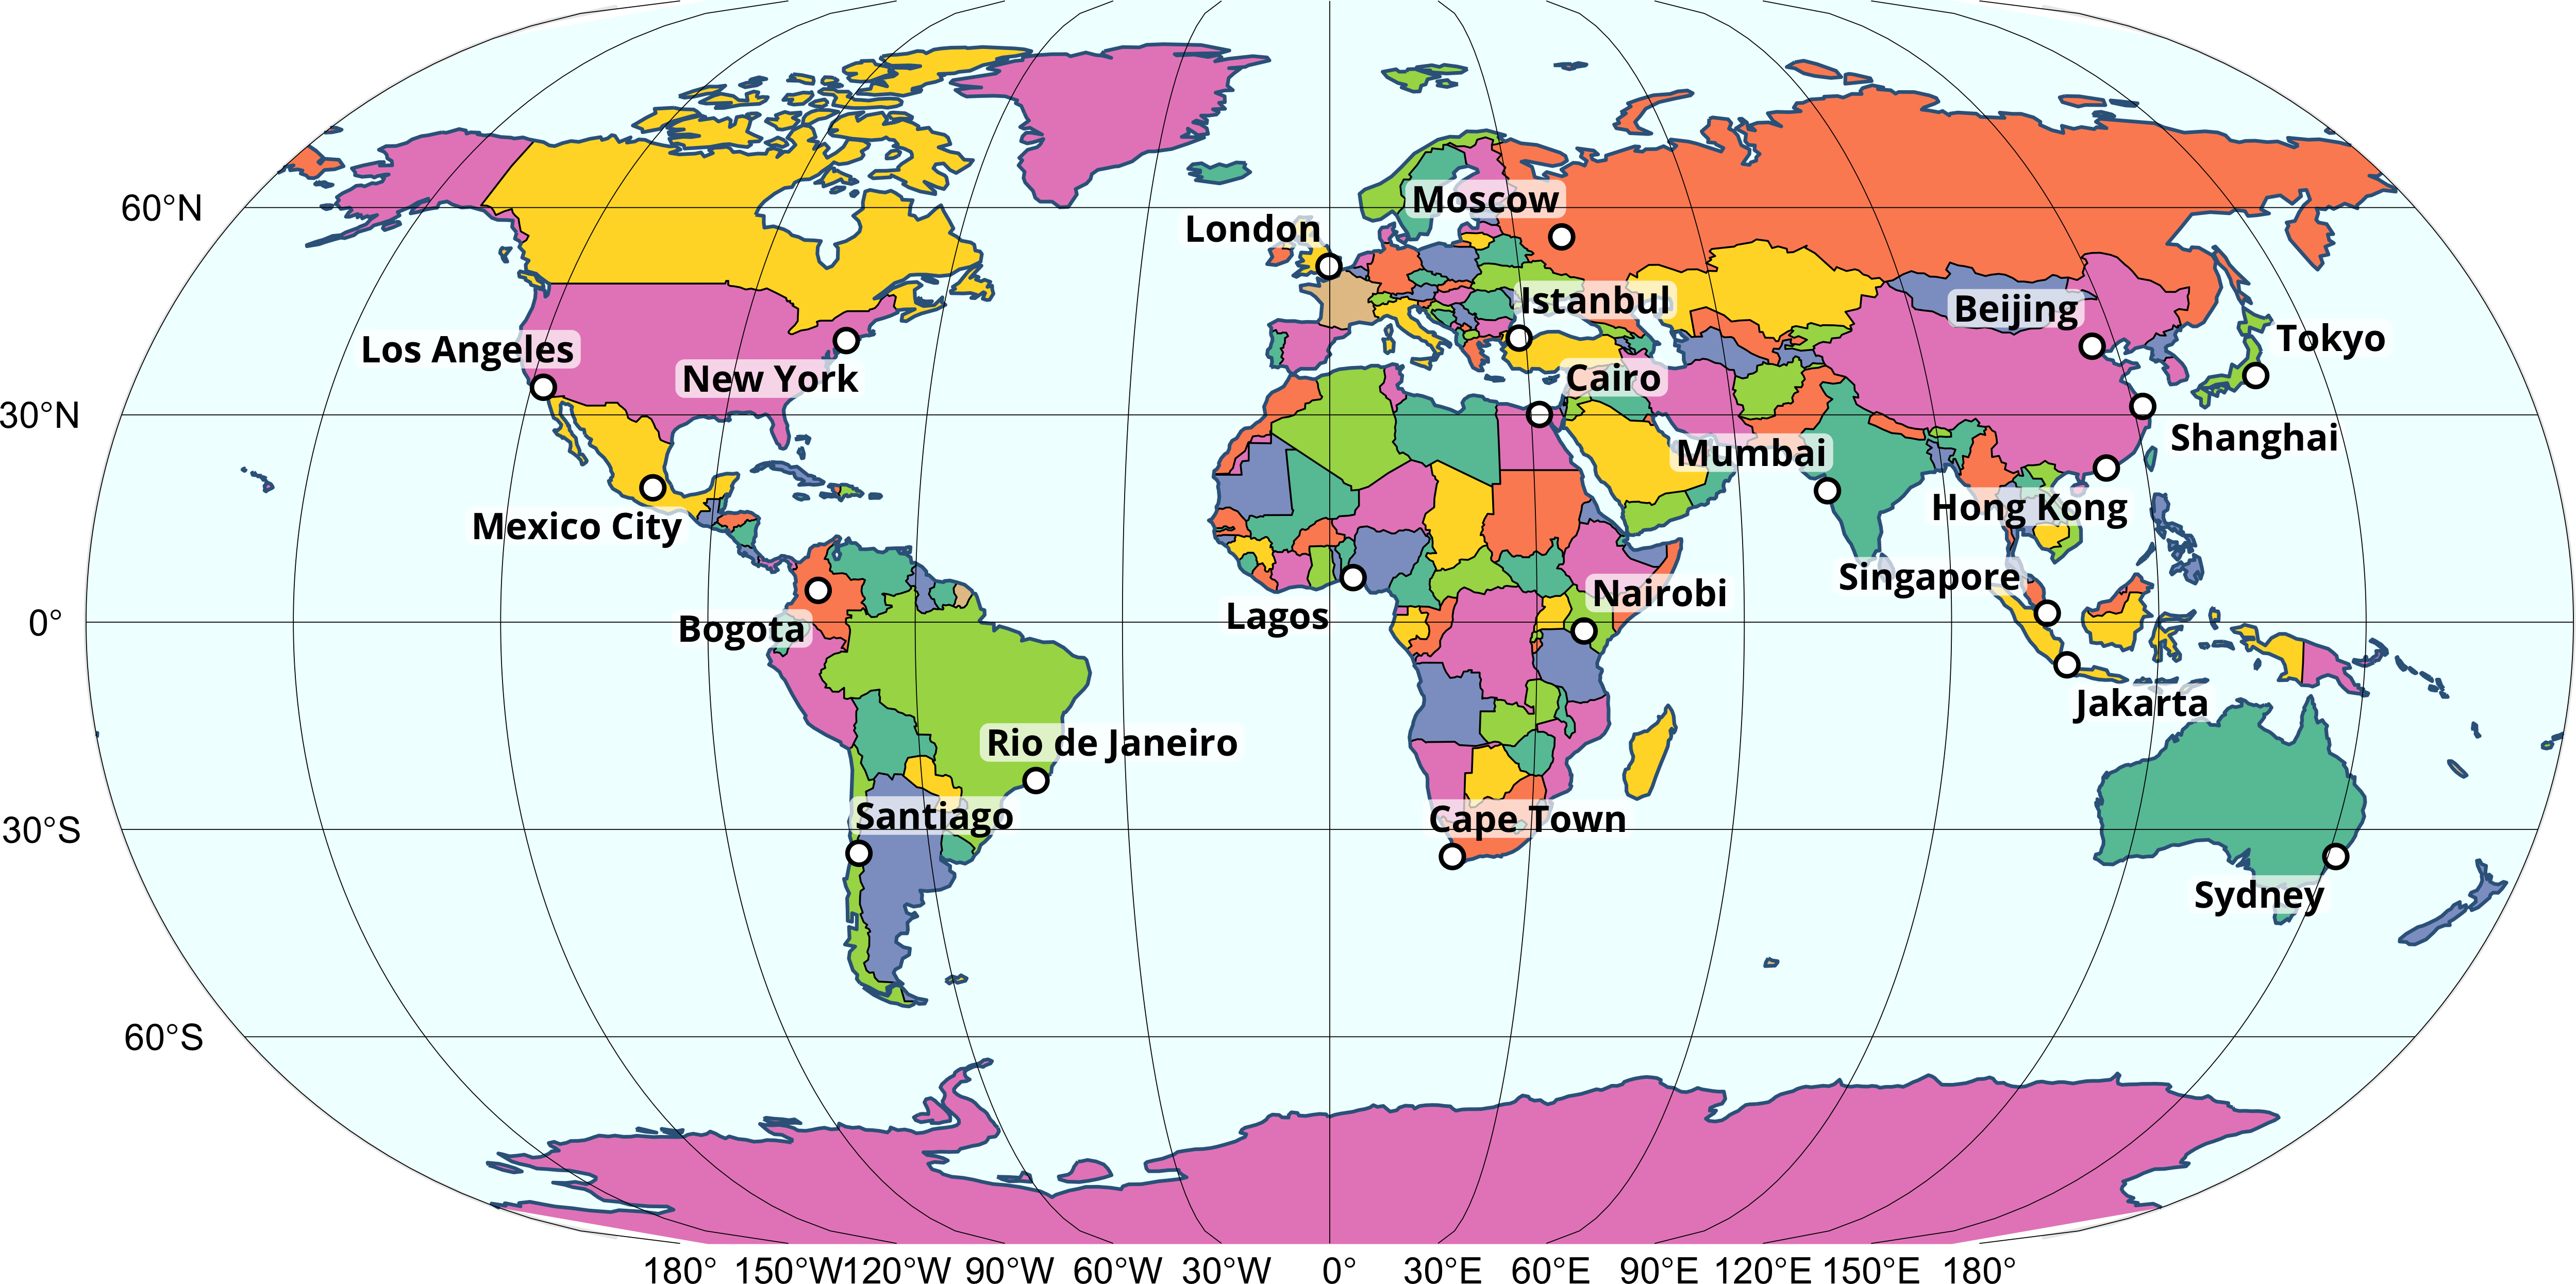 60°N
Moscow
London
Istanbul
Beijing
Los Angeles
Tokyo
New York
Cairo
30°N
Shanghai
Mumbai
Mexico City
Hong Kong
Singapore
Nairobi
Lagos
0°
Bogota
Jakarta
Rio de Janeiro
Santiago
Cape Town
30°S
Sydney
60°S
180° 150°W 120°W 90°W 60°W 30°W 0° 30°E 60°E 90°E 120°E 150°E 180°